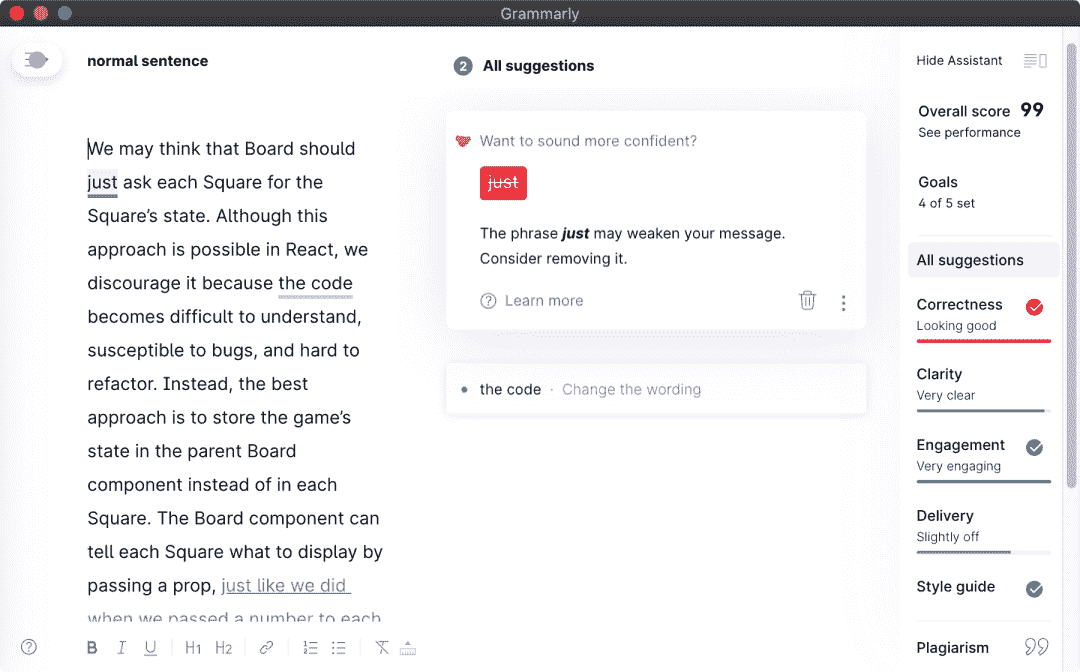 Grammarly
normal sentence
We may think that Board should
just ask each Square for the
Square’s state. Although this
approach is possible in React, we
discourage it because the code
becomes difficult to understand,
susceptible to bugs, and hard to
refactor. Instead, the best
approach is to store the game’s
state in the parent Board
component instead of in each
Square. The Board component can
tell each Square what to display by
passing a prop, just like we did
when we passed a number to each
B I U H1 H2
2 All suggestions
Want to sound more confident?
just
The phrase just may weaken your message.
Consider removing it.
Learn more
the code · Change the wording
Hide Assistant
Overall score 99
See performance
Goals
4 of 5 set
All suggestions
Correctness
Looking good
Clarity
Very clear
Engagement
Very engaging
Delivery
Slightly off
Style guide
Plagiarism